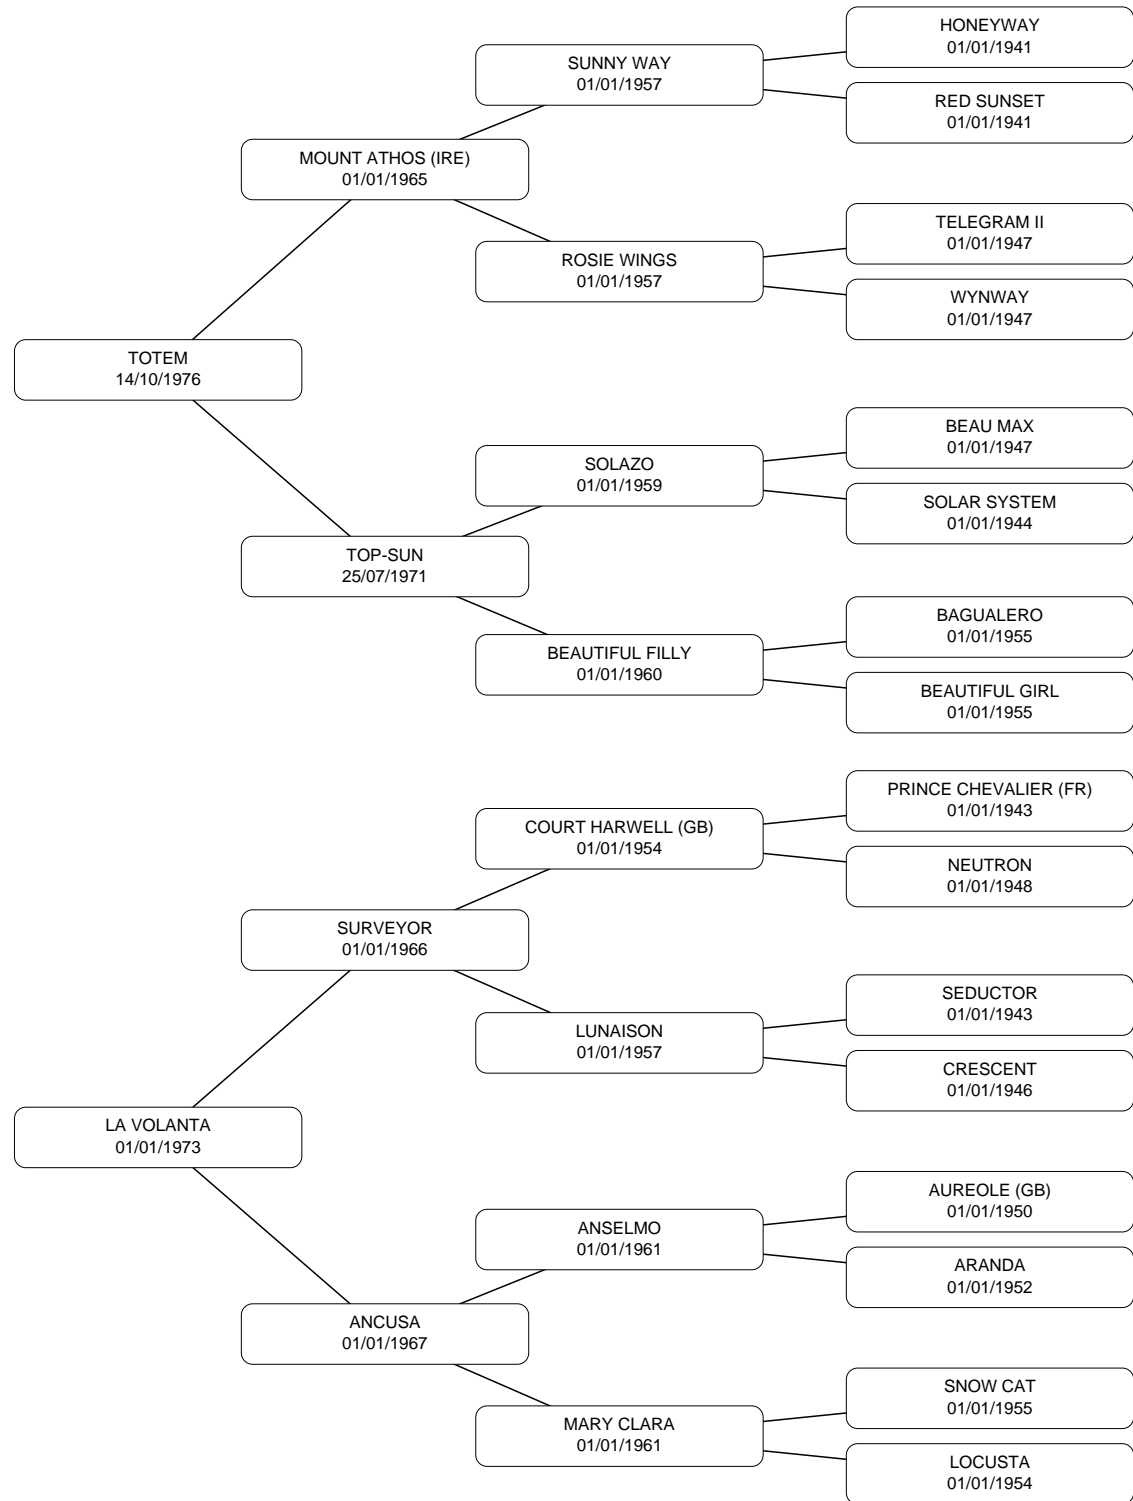 HONEYWAY
01/01/1941
SUNNY WAY
01/01/1957
RED SUNSET
01/01/1941
MOUNT ATHOS (IRE)
01/01/1965
TELEGRAM II
01/01/1947
ROSIE WINGS
01/01/1957
WYNWAY
01/01/1947
TOTEM
14/10/1976
BEAU MAX
01/01/1947
SOLAZO
01/01/1959
SOLAR SYSTEM
01/01/1944
TOP-SUN
25/07/1971
BAGUALERO
01/01/1955
BEAUTIFUL FILLY
01/01/1960
BEAUTIFUL GIRL
01/01/1955
PRINCE CHEVALIER (FR)
01/01/1943
COURT HARWELL (GB)
01/01/1954
NEUTRON
01/01/1948
SURVEYOR
01/01/1966
SEDUCTOR
01/01/1943
LUNAISON
01/01/1957
CRESCENT
01/01/1946
LA VOLANTA
01/01/1973
AUREOLE (GB)
01/01/1950
ANSELMO
01/01/1961
ARANDA
01/01/1952
ANCUSA
01/01/1967
SNOW CAT
01/01/1955
MARY CLARA
01/01/1961
LOCUSTA
01/01/1954